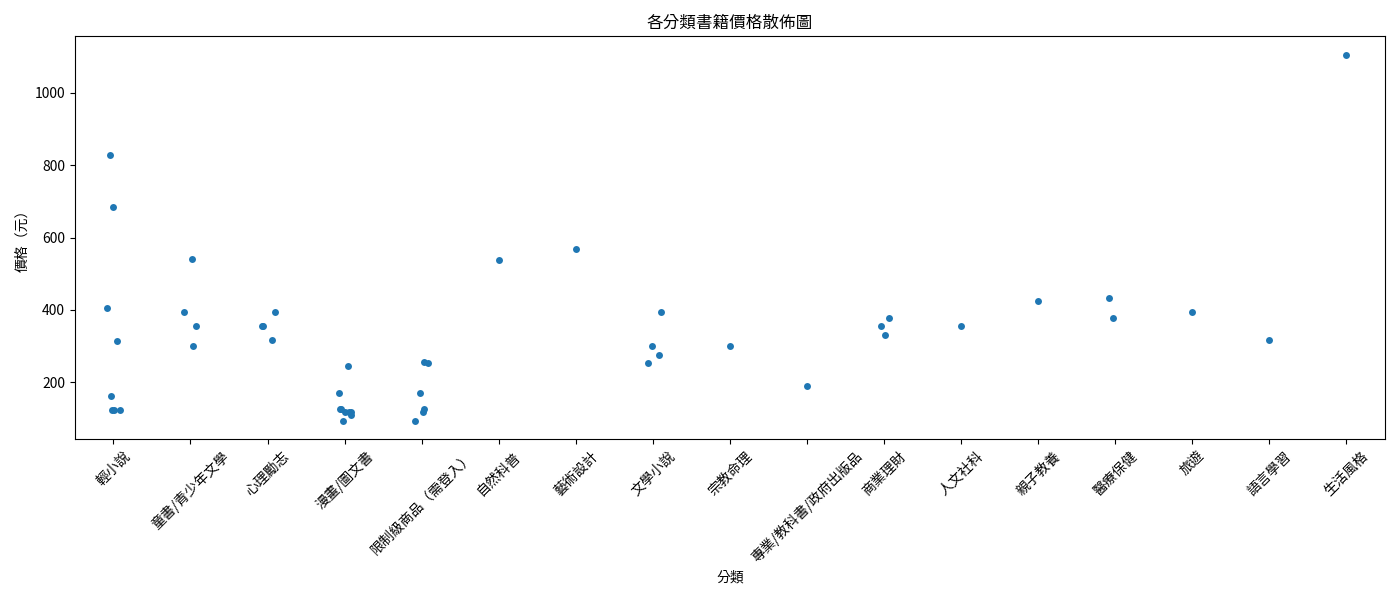 各分類書籍價格散佈圖
價格（元）
1000
800
600
400
200
輕小說
童書/青少年文學
心理勵志
漫畫/圖文書
限制級商品（需登入）
自然科普
藝術設計
文學小說
宗教命理
專業/教科書/政府出版品
商業理財
人文社科
親子教養
醫療保健
旅遊
語言學習
生活風格
分類